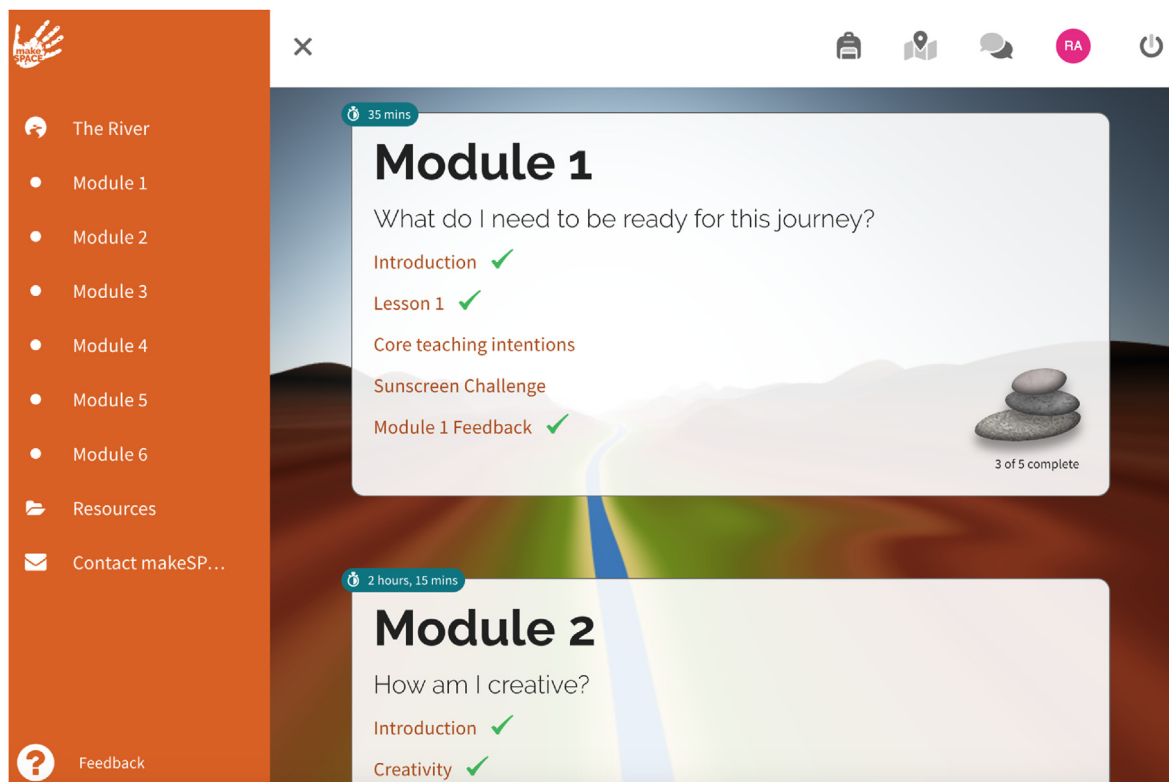 make
SPACE
The River
Module 1
Module 2
Module 3
Module 4
Module 5
Module 6
Resources
Contact makeSP...
? Feedback
RA
35 mins
Module 1
What do I need to be ready for this journey?
Introduction
Lesson 1
Core teaching intentions
Sunscreen Challenge
Module 1 Feedback
3 of 5 complete
2 hours, 15 mins
Module 2
How am I creative?
Introduction
Creativity